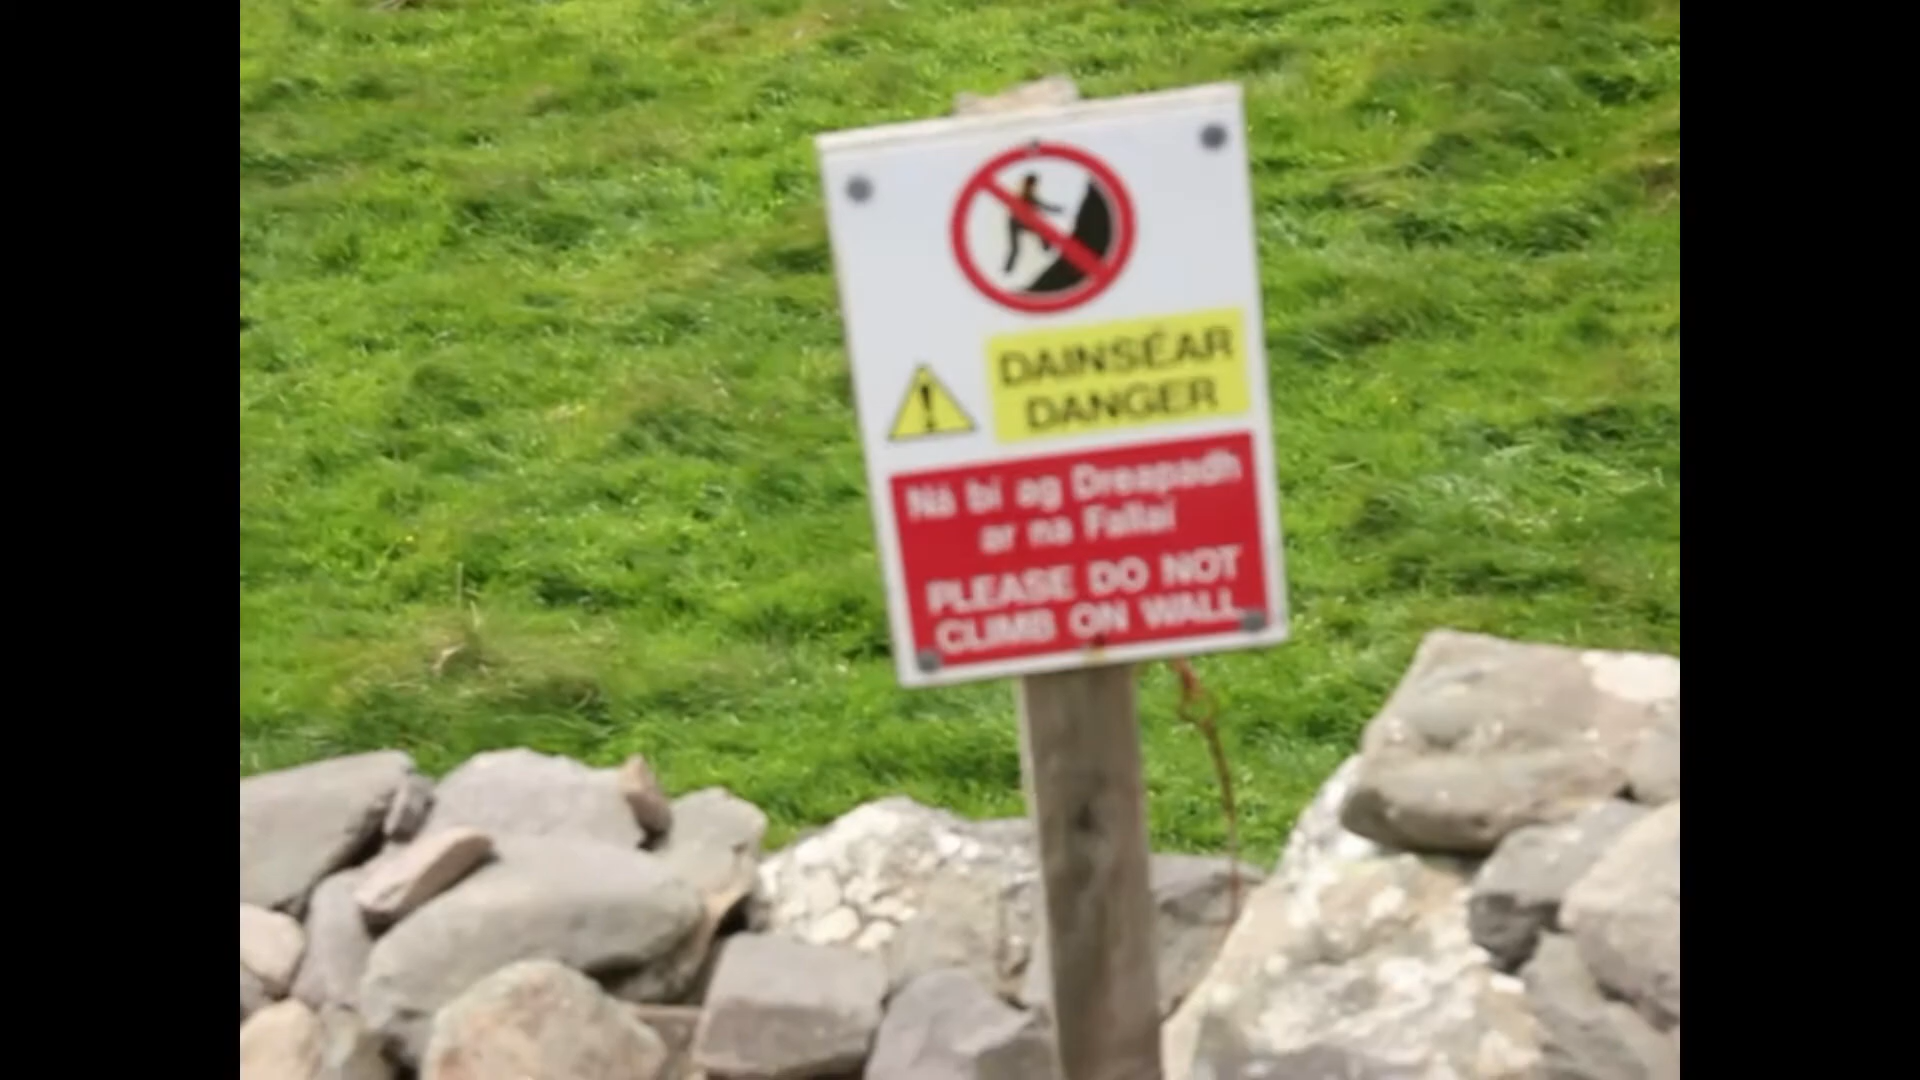 DAINSÉAR
DANGER
Ná bí ag Dreapadh
ar na Fallaí
PLEASE DO NOT
CLIMB ON WALL